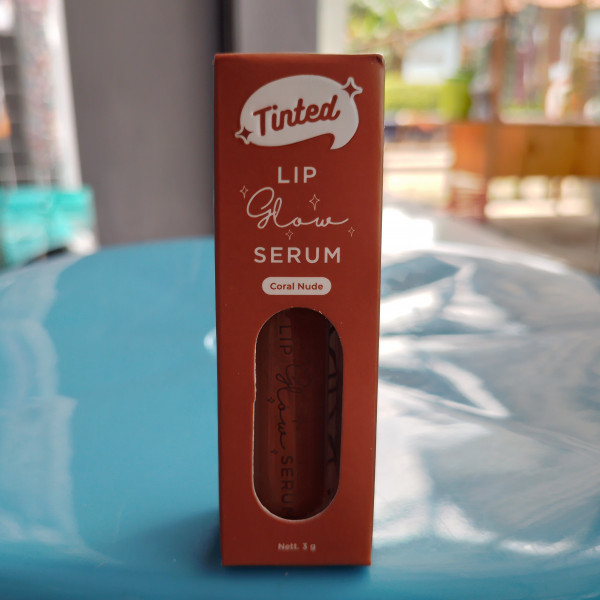 Tinted
LIP
Glow
SERUM
Coral Nude
LIP Glow SERUM
Nett. 3 g